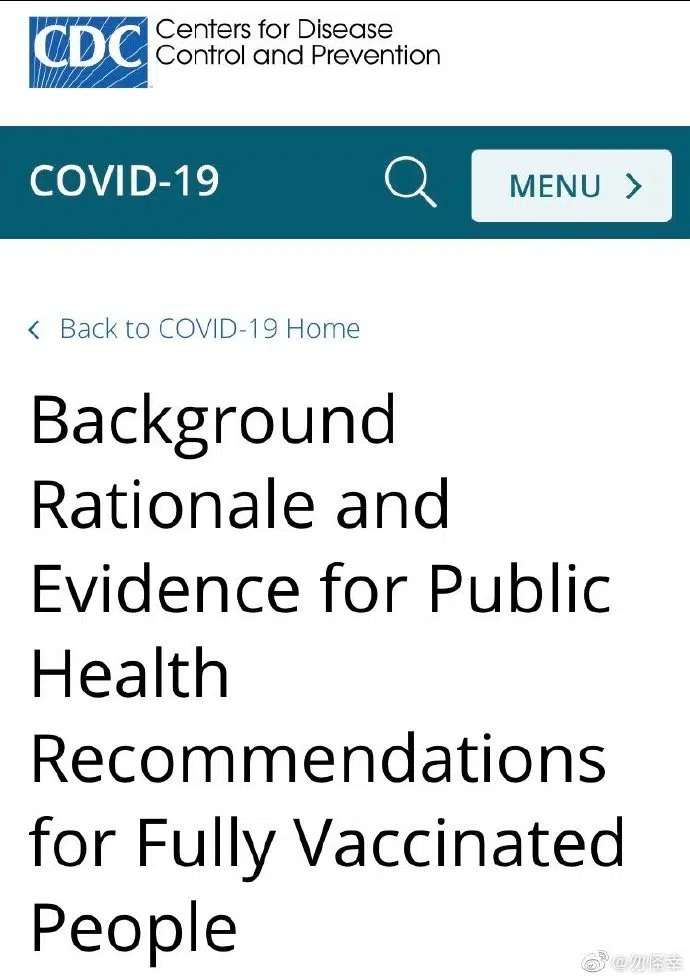 CDC
Centers for Disease
Control and Prevention
COVID-19
MENU
Back to COVID-19 Home
Background
Rationale and
Evidence for Public
Health
Recommendations
for Fully Vaccinated
People